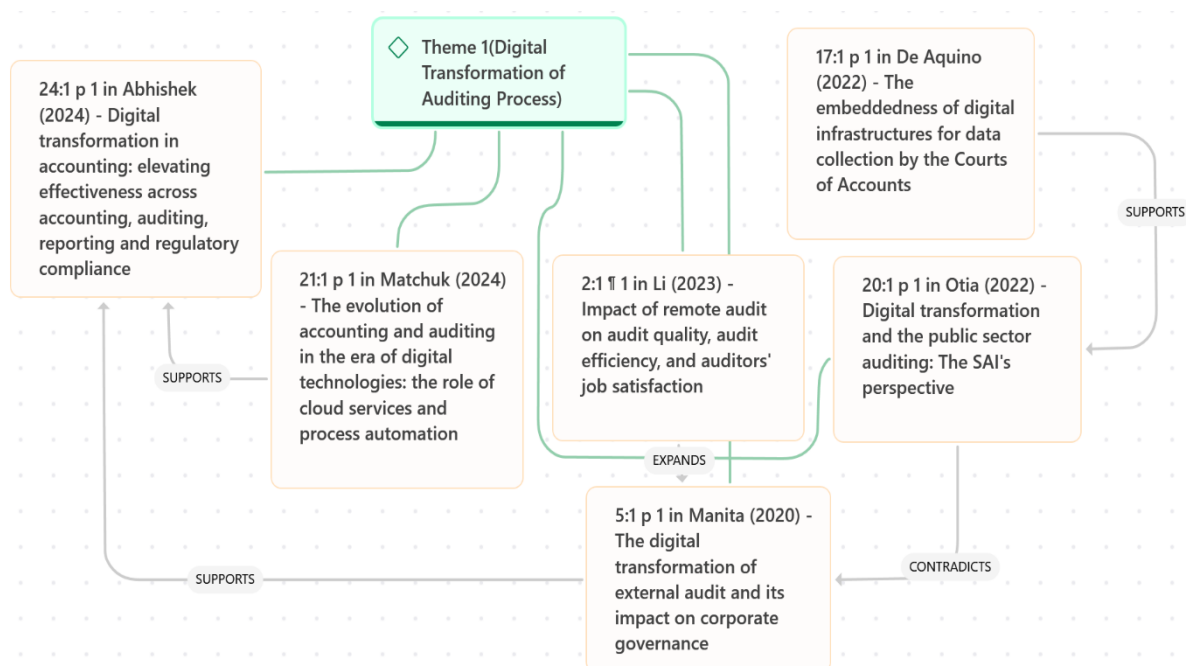 Theme 1(Digital
Transformation of
Auditing Process)
24:1 p 1 in Abhishek
(2024) - Digital
transformation in
accounting: elevating
effectiveness across
accounting, auditing,
reporting and regulatory
compliance
17:1 p 1 in De Aquino
(2022) - The
embeddedness of digital
infrastructures for data
collection by the Courts
of Accounts
SUPPORTS
21:1 p 1 in Matchuk (2024)
- The evolution of
accounting and auditing
in the era of digital
technologies: the role of
cloud services and
process automation
2:1 ¶ 1 in Li (2023) -
Impact of remote audit
on audit quality, audit
efficiency, and auditors'
job satisfaction
20:1 p 1 in Otia (2022) -
Digital transformation
and the public sector
auditing: The SAI's
perspective
SUPPORTS
EXPANDS
5:1 p 1 in Manita (2020) -
The digital
transformation of
external audit and its
impact on corporate
governance
CONTRADICTS
SUPPORTS